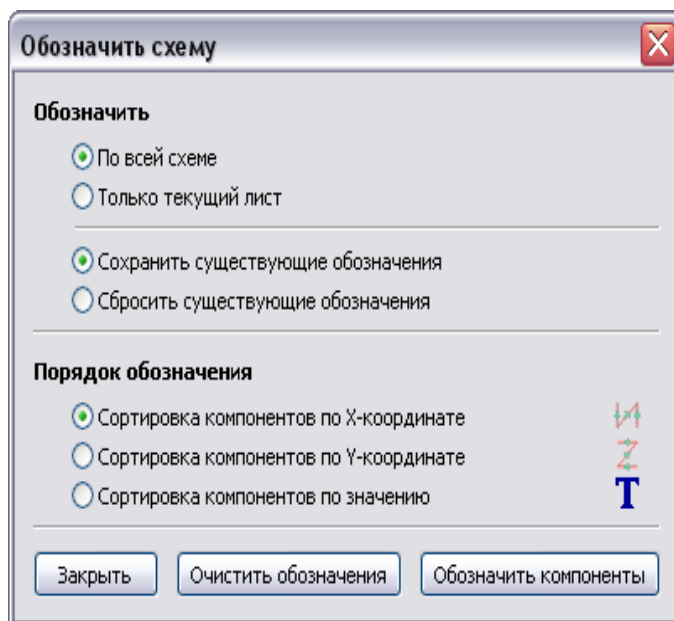 Обозначить схему
Обозначить
По всей схеме
Только текущий лист
Сохранить существующие обозначения
Сбросить существующие обозначения
Порядок обозначения
Сортировка компонентов по X-координате
Сортировка компонентов по Y-координате
Сортировка компонентов по значению
T
Закрыть
Очистить обозначения
Обозначить компоненты